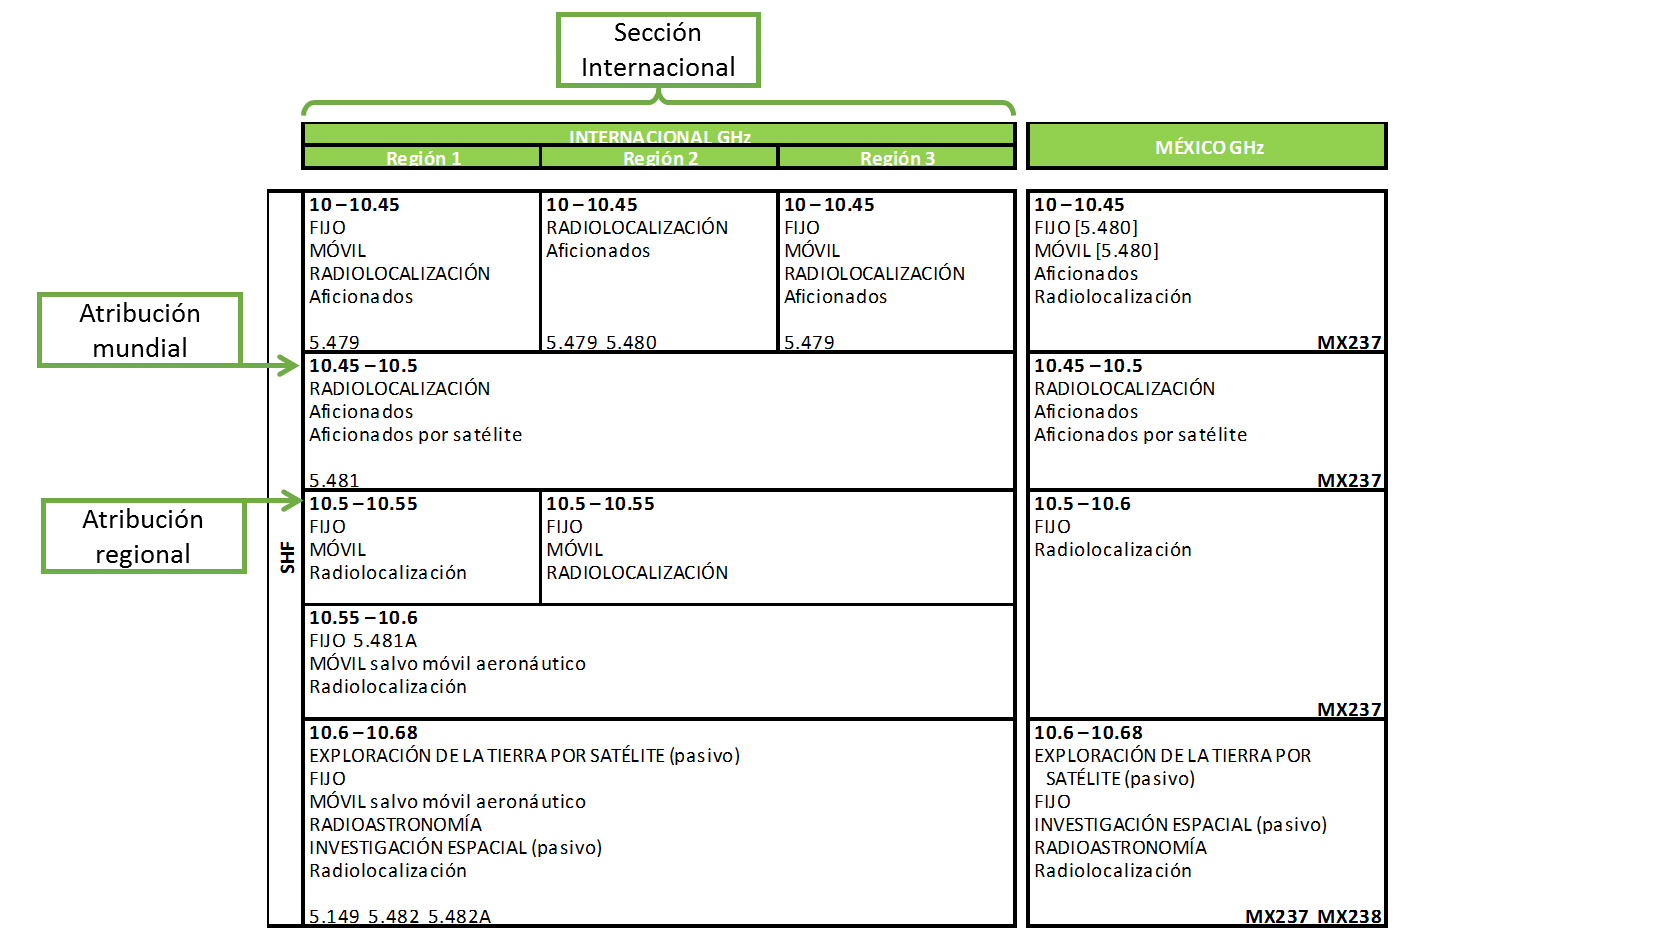 Sección
Internacional
INTERNACIONAL GHz
Región 1
Región 2
Región 3
MÉXICO GHz
Atribución
mundial
Atribución
regional
SHF
10 – 10.45
FIJO
MÓVIL
RADIOLOCALIZACIÓN
Aficionados
5.479
10 – 10.45
RADIOLOCALIZACIÓN
Aficionados
5.479 5.480
10 – 10.45
FIJO
MÓVIL
RADIOLOCALIZACIÓN
Aficionados
5.479
10 – 10.45
FIJO [5.480]
MÓVIL [5.480]
Aficionados
Radiolocalización
MX237
10.45 – 10.5
RADIOLOCALIZACIÓN
Aficionados
Aficionados por satélite
5.481
10.45 – 10.5
RADIOLOCALIZACIÓN
Aficionados
Aficionados por satélite
MX237
10.5 – 10.55
FIJO
MÓVIL
Radiolocalización
10.5 – 10.55
FIJO
MÓVIL
RADIOLOCALIZACIÓN
10.5 – 10.6
FIJO
Radiolocalización
MX237
10.55 – 10.6
FIJO 5.481A
MÓVIL salvo móvil aeronáutico
Radiolocalización
10.6 – 10.68
EXPLORACIÓN DE LA TIERRA POR SATÉLITE (pasivo)
FIJO
MÓVIL salvo móvil aeronáutico
RADIOASTRONOMÍA
INVESTIGACIÓN ESPACIAL (pasivo)
Radiolocalización
5.149 5.482 5.482A
10.6 – 10.68
EXPLORACIÓN DE LA TIERRA POR
SATÉLITE (pasivo)
FIJO
INVESTIGACIÓN ESPACIAL (pasivo)
RADIOASTRONOMÍA
Radiolocalización
MX237 MX238